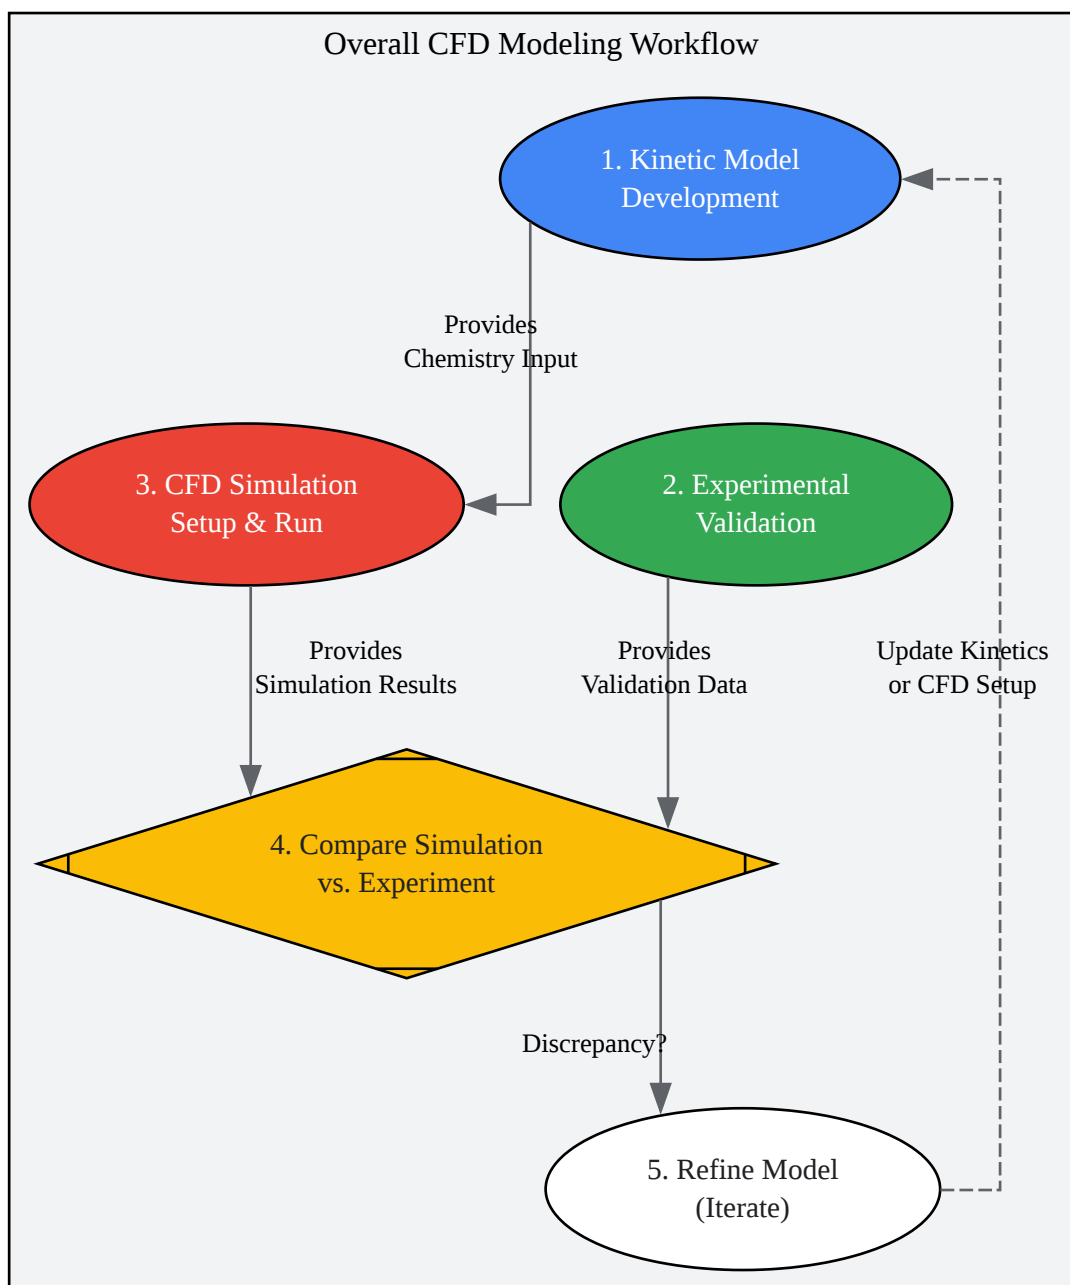 Overall CFD Modeling Workflow
1. Kinetic Model
Development
Provides
Chemistry Input
3. CFD Simulation
Setup & Run
2. Experimental
Validation
Provides
Simulation Results
Provides
Validation Data
Update Kinetics
or CFD Setup
4. Compare Simulation
vs. Experiment
Discrepancy?
5. Refine Model
(Iterate)